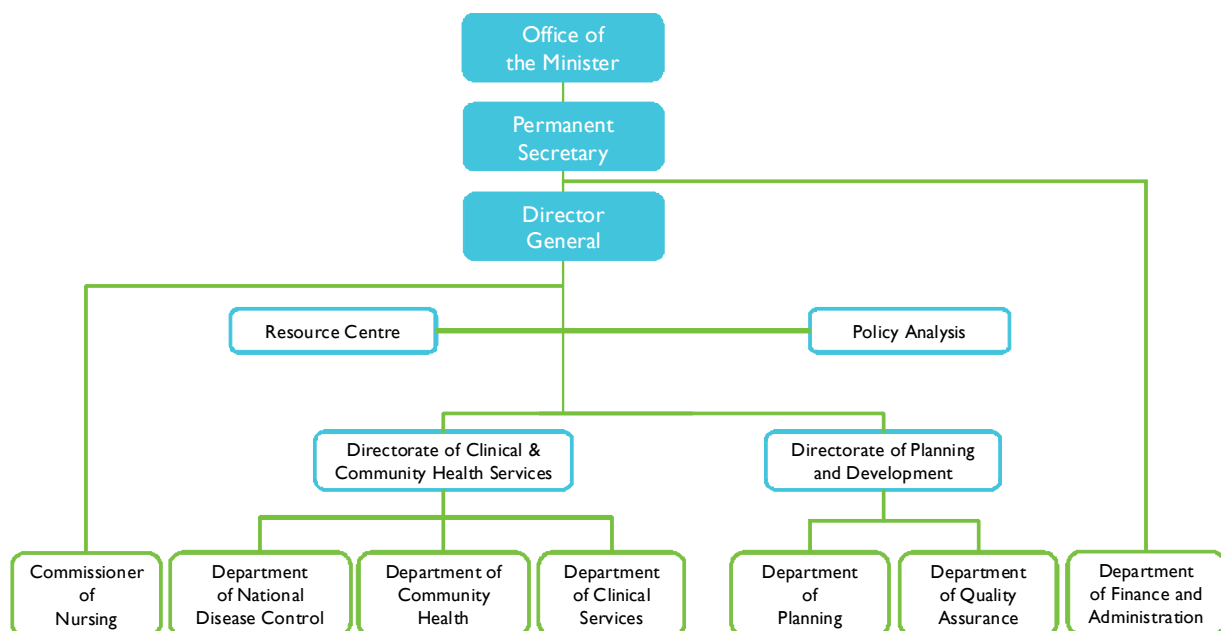 Office of
the Minister
Permanent
Secretary
Director
General
Resource Centre
Policy Analysis
Directorate of Clinical &
Community Health Services
Directorate of Planning
and Development
Commissioner
of
Nursing
Department
of National
Disease Control
Department of
Community
Health
Department
of Clinical
Services
Department
of
Planning
Department
of Quality
Assurance
Department
of Finance and
Administration